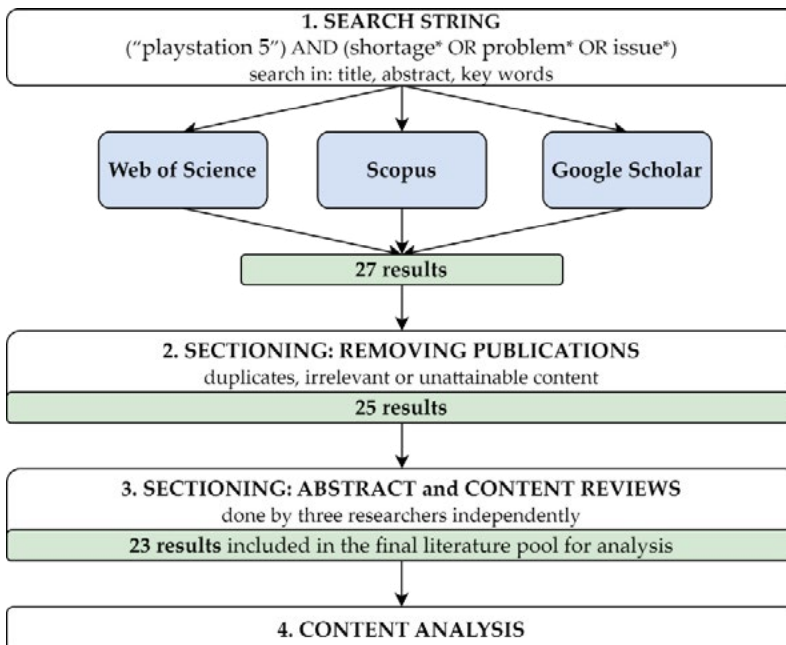 1. SEARCH STRING
(“playstation 5”) AND (shortage* OR problem* OR issue*)
search in: title, abstract, key words
Web of Science
Scopus
Google Scholar
27 results
2. SECTIONING: REMOVING PUBLICATIONS
duplicates, irrelevant or unattainable content
25 results
3. SECTIONING: ABSTRACT and CONTENT REVIEWS
done by three researchers independently
23 results included in the final literature pool for analysis
4. CONTENT ANALYSIS